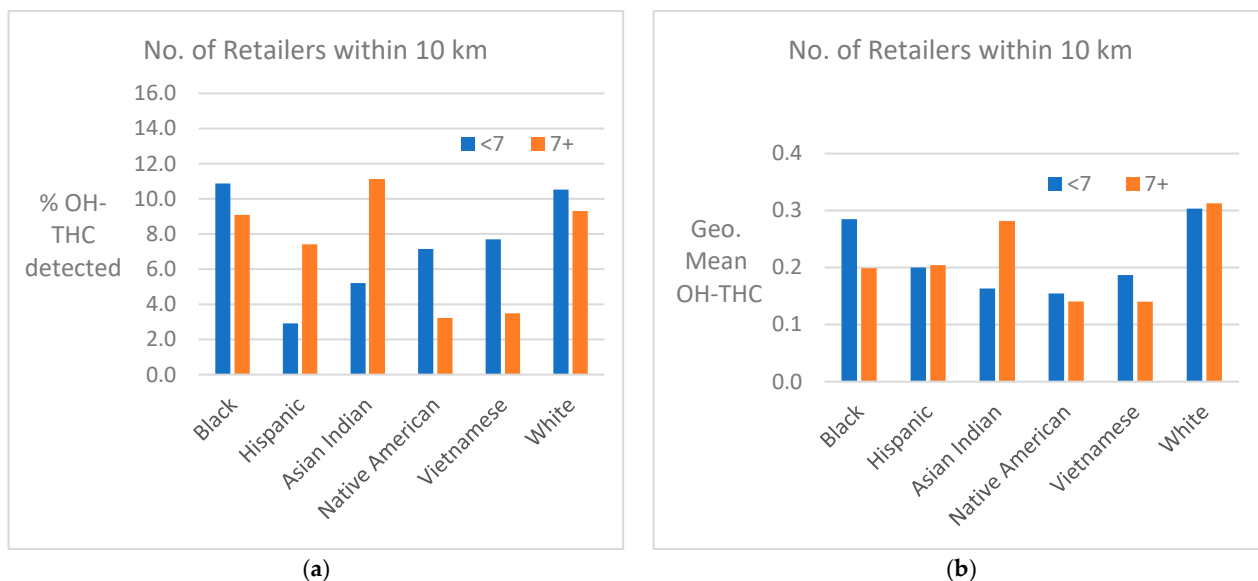 No. of Retailers within 10 km
16.0
14.0
12.0
10.0
8.0
6.0
4.0
2.0
0.0
<7 7+
% OH-
THC
detected
Black
Hispanic
Asian Indian
Native American
Vietnamese
White
(a)
No. of Retailers within 10 km
0.4
0.3
0.2
0.1
0.0
<7 7+
Geo.
Mean
OH-THC
Black
Hispanic
Asian Indian
Native American
Vietnamese
White
(b)